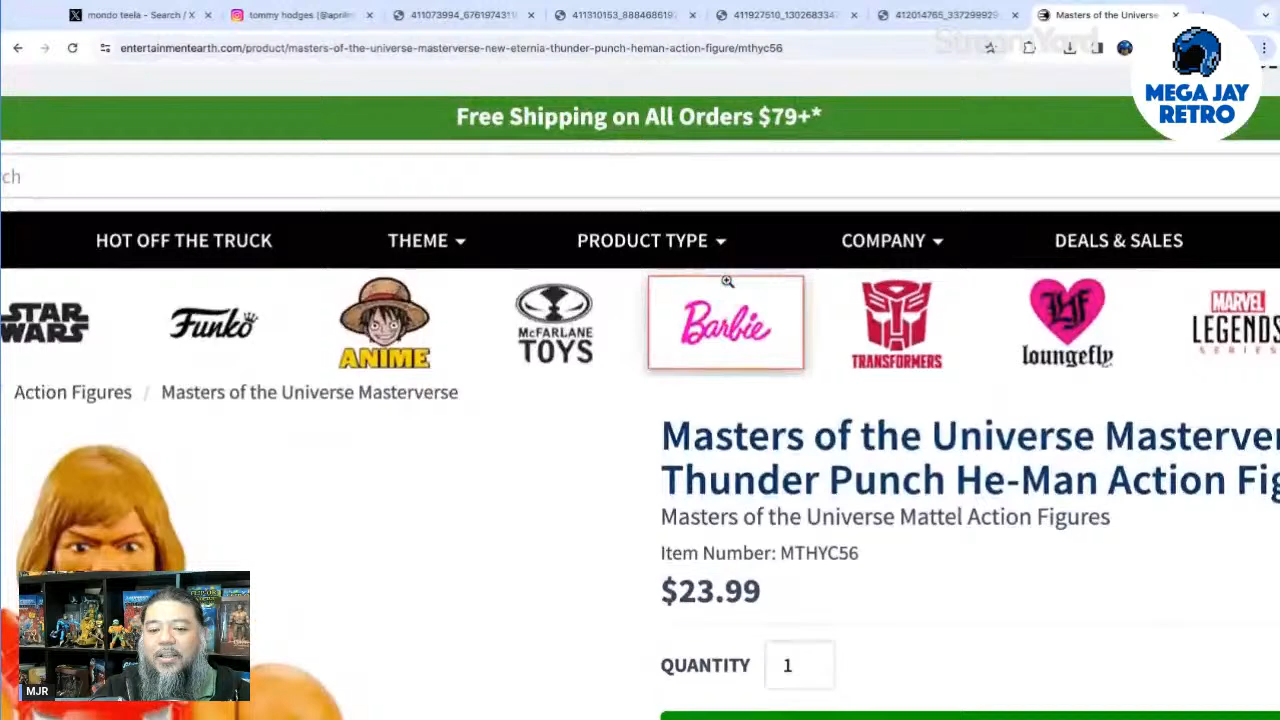 mondo teela - Search / X
tommy hodges (@april
411073994_676197431
411310153_888468619
411927510_130268334
412014765_337299929
Masters of the Universe
entertainmentearth.com/product/masters-of-the-universe-masterverse-new-eternia-thunder-punch-heman-action-figure/mthyc56
StreamYard
MEGA JAY
RETRO
Free Shipping on All Orders $79+*
ch
HOT OFF THE TRUCK
THEME
PRODUCT TYPE
COMPANY
DEALS & SALES
STAR
WARS
Funko
ANIME
McFARLANE
TOYS
Barbie
TRANSFORMERS
LF
loungefly
MARVEL
LEGENDS
SERIES
Action Figures / Masters of the Universe Masterverse
Masters of the Universe Masterver
Thunder Punch He-Man Action Fig
Masters of the Universe Mattel Action Figures
Item Number: MTHYC56
$23.99
QUANTITY
1
MJR